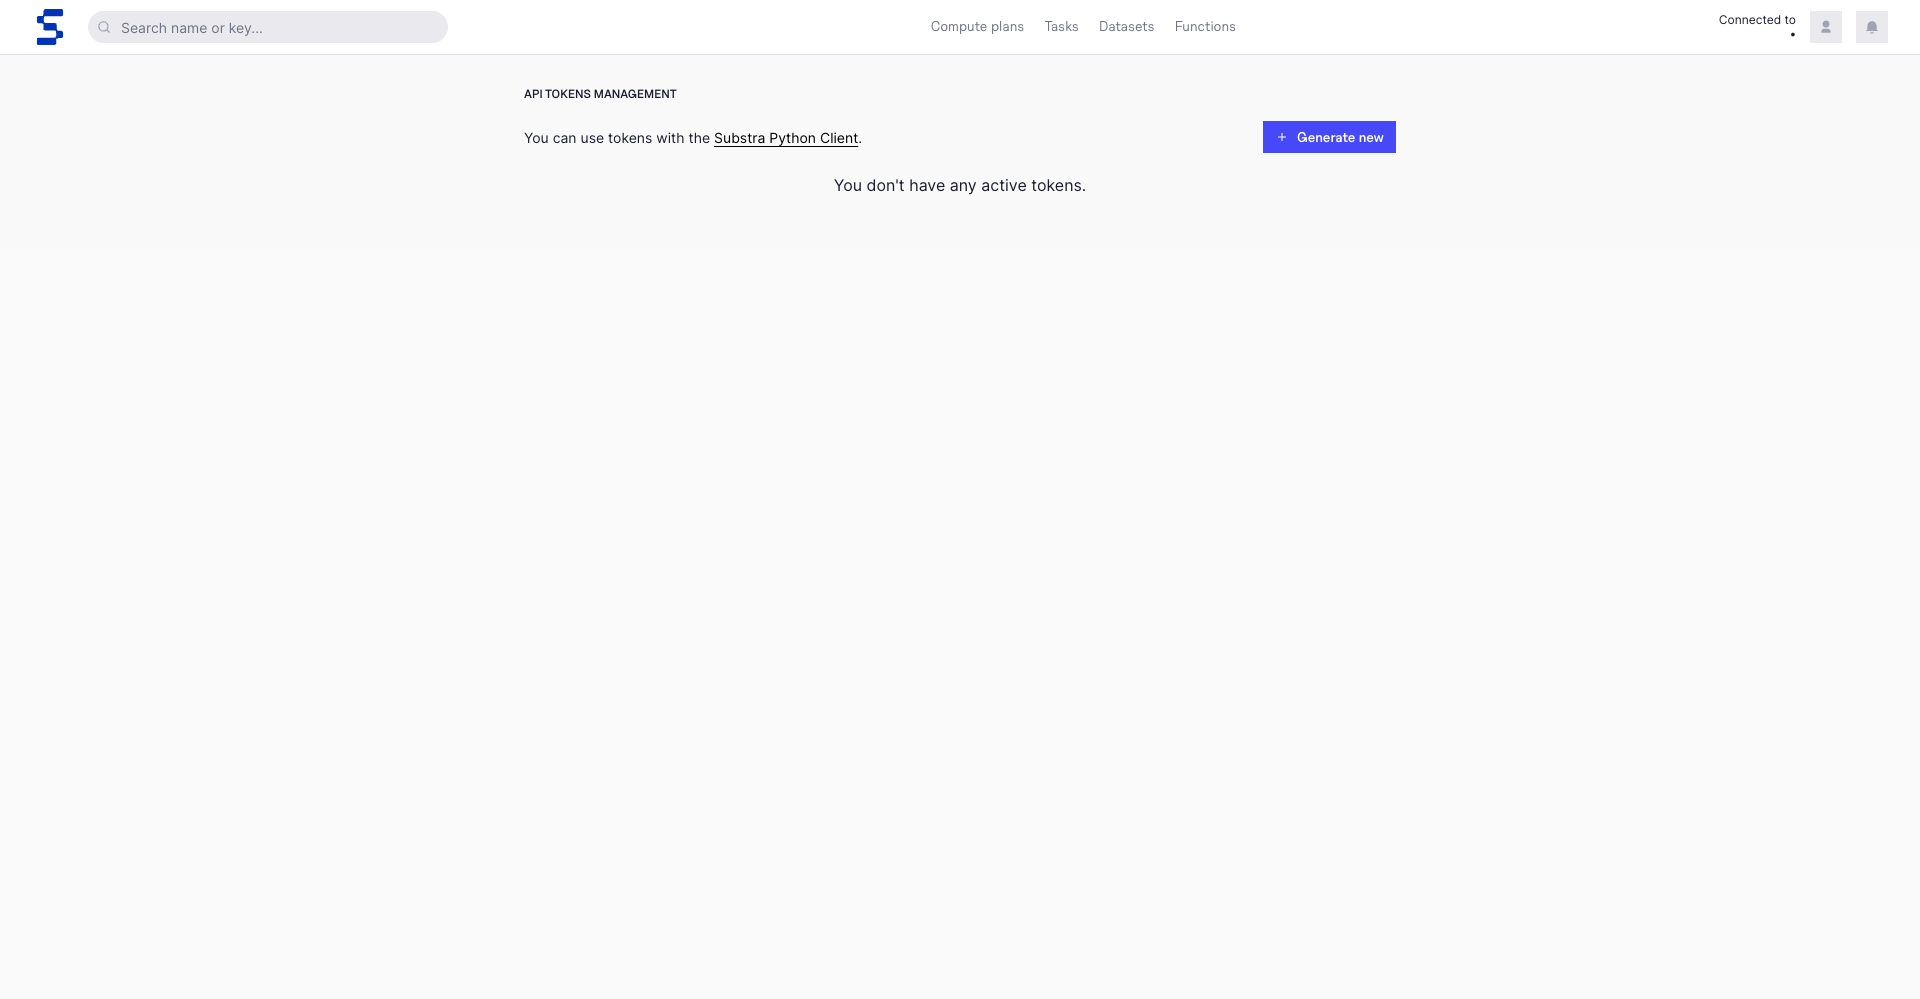 Search name or key...
Compute plans Tasks Datasets Functions
Connected to
API TOKENS MANAGEMENT
You can use tokens with the Substra Python Client.
Generate new
You don't have any active tokens.